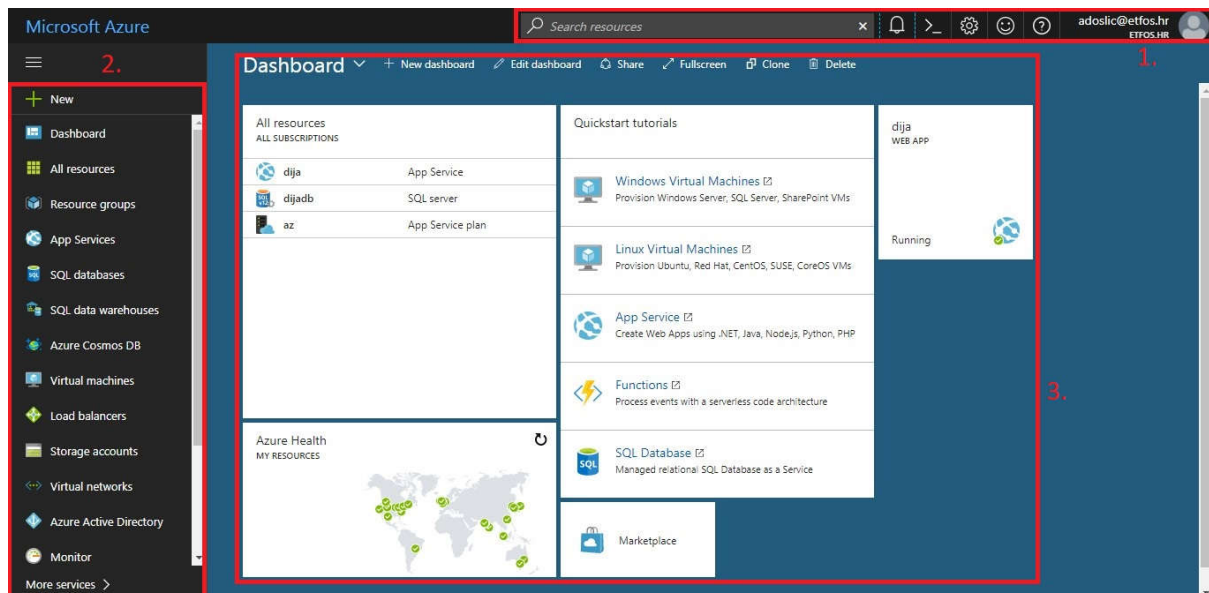 Microsoft Azure
Search resources
adoslic@etfos.hr
ETFOS.HR
1.
2.
New
Dashboard
All resources
Resource groups
App Services
SQL databases
SQL data warehouses
Azure Cosmos DB
Virtual machines
Load balancers
Storage accounts
Virtual networks
Azure Active Directory
Monitor
More services
Dashboard New dashboard Edit dashboard Share Fullscreen Clone Delete
All resources
ALL SUBSCRIPTIONS
dija App Service
dijadb SQL server
az App Service plan
Azure Health
MY RESOURCES
Quickstart tutorials
Windows Virtual Machines
Provision Windows Server, SQL Server, SharePoint VMs
Linux Virtual Machines
Provision Ubuntu, Red Hat, CentOS, SUSE, CoreOS VMs
App Service
Create Web Apps using .NET, Java, Node.js, Python, PHP
Functions
Process events with a serverless code architecture
SQL
SQL Database
Managed relational SQL Database as a Service
Marketplace
dija
WEB APP
Running
3.